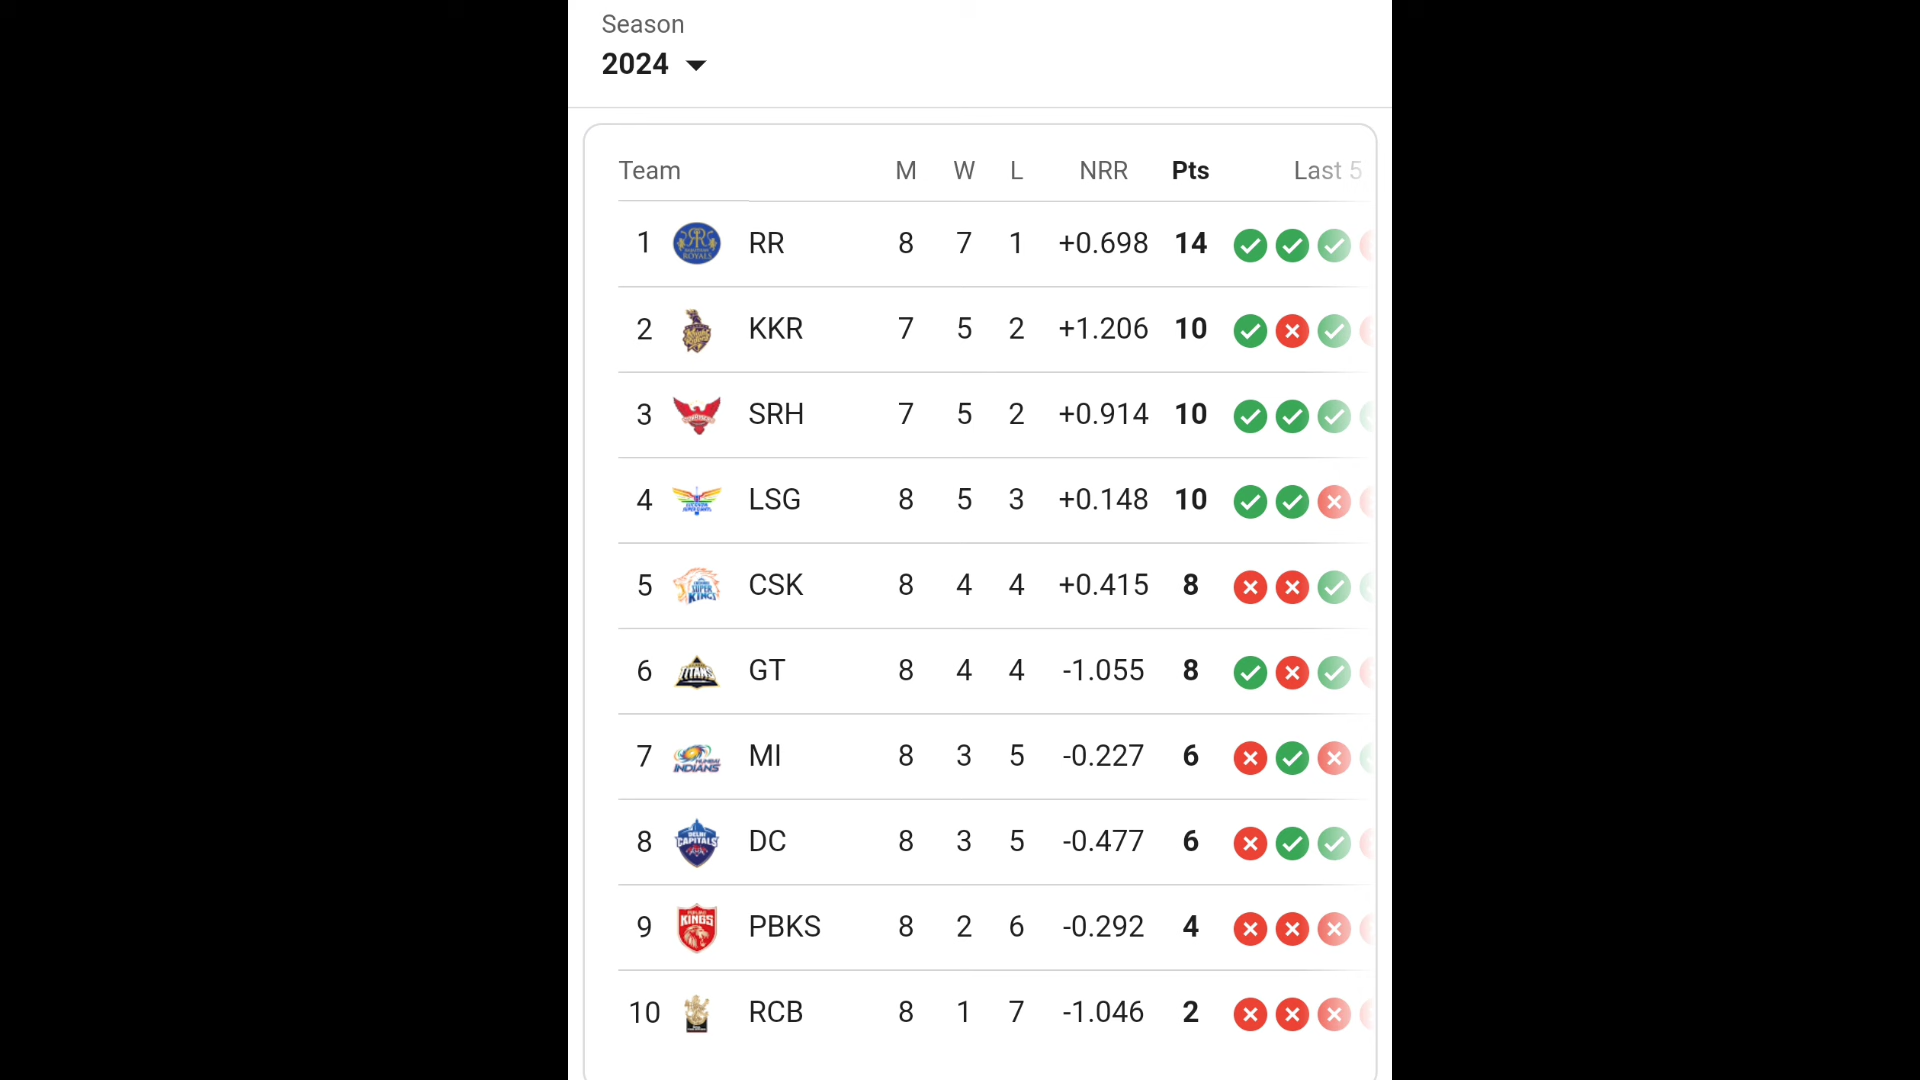 Season
2024
Team M W L NRR Pts Last 5
1 RR 8 7 1 +0.698 14
2 KKR 7 5 2 +1.206 10
3 SRH 7 5 2 +0.914 10
4 LSG 8 5 3 +0.148 10
5 CSK 8 4 4 +0.415 8
6 GT 8 4 4 -1.055 8
7 MI 8 3 5 -0.227 6
8 DC 8 3 5 -0.477 6
9 PBKS 8 2 6 -0.292 4
10 RCB 8 1 7 -1.046 2